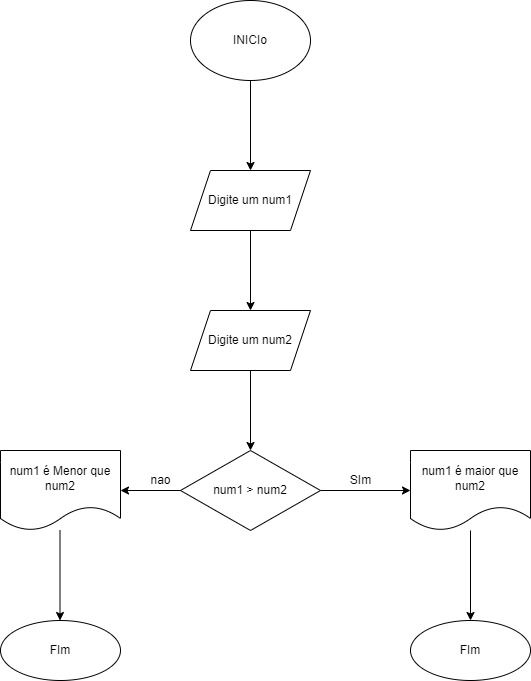 INICIo
Digite um num1
Digite um num2
num1 é Menor que
num2
nao
num1 > num2
SIm
num1 é maior que
num2
FIm
FIm